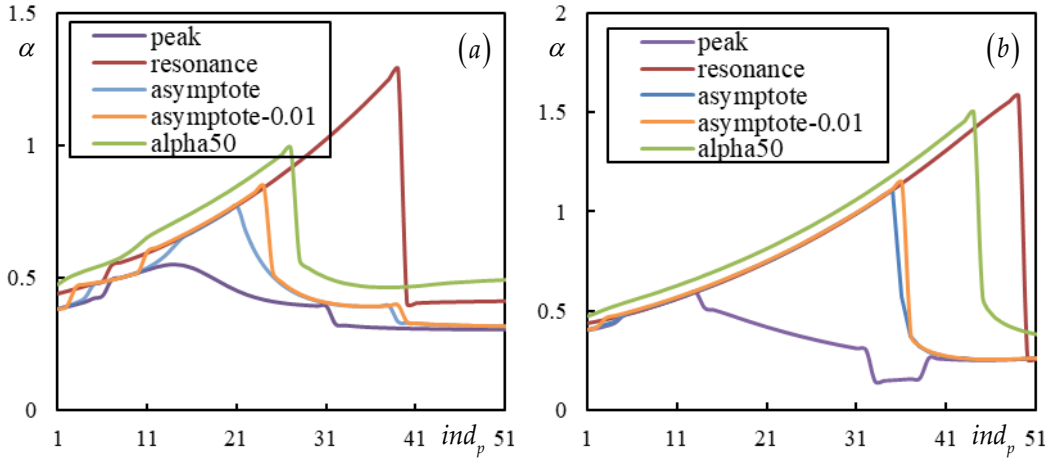 1.5
α
(a)
peak
resonance
asymptote
asymptote-0.01
alpha50
1
0.5
0
1 11 21 31 41 ind_p 51
2
α
(b)
peak
resonance
asymptote
asymptote-0.01
alpha50
1.5
1
0.5
0
1 11 21 31 41 ind_p 51